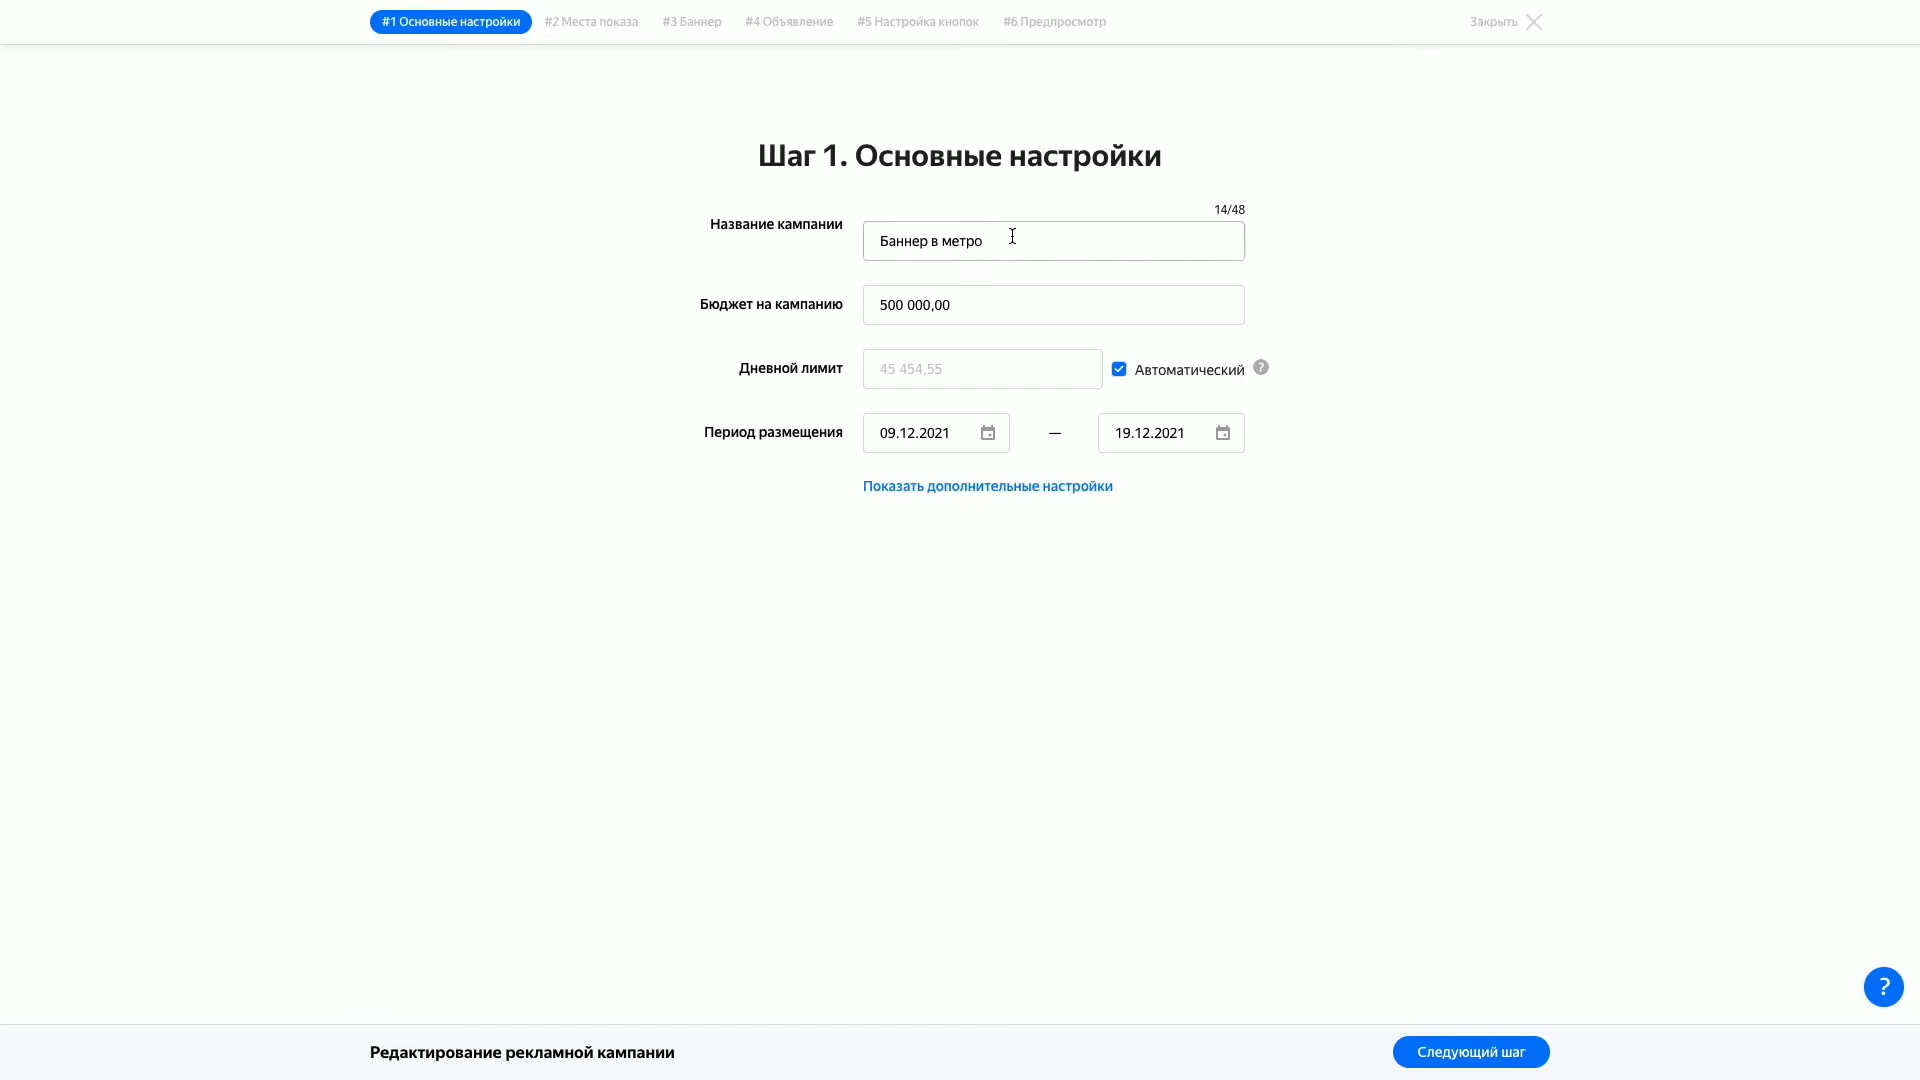 #1 Основные настройки #2 Места показа #3 Баннер #4 Объявление #5 Настройка кнопок #6 Предпросмотр Закрыть
Шаг 1. Основные настройки
14/48
Название кампании Баннер в метро
Бюджет на кампанию 500 000,00
Дневной лимит 45 454,55 Автоматический ?
Период размещения 09.12.2021 — 19.12.2021
Показать дополнительные настройки
?
Редактирование рекламной кампании Следующий шаг